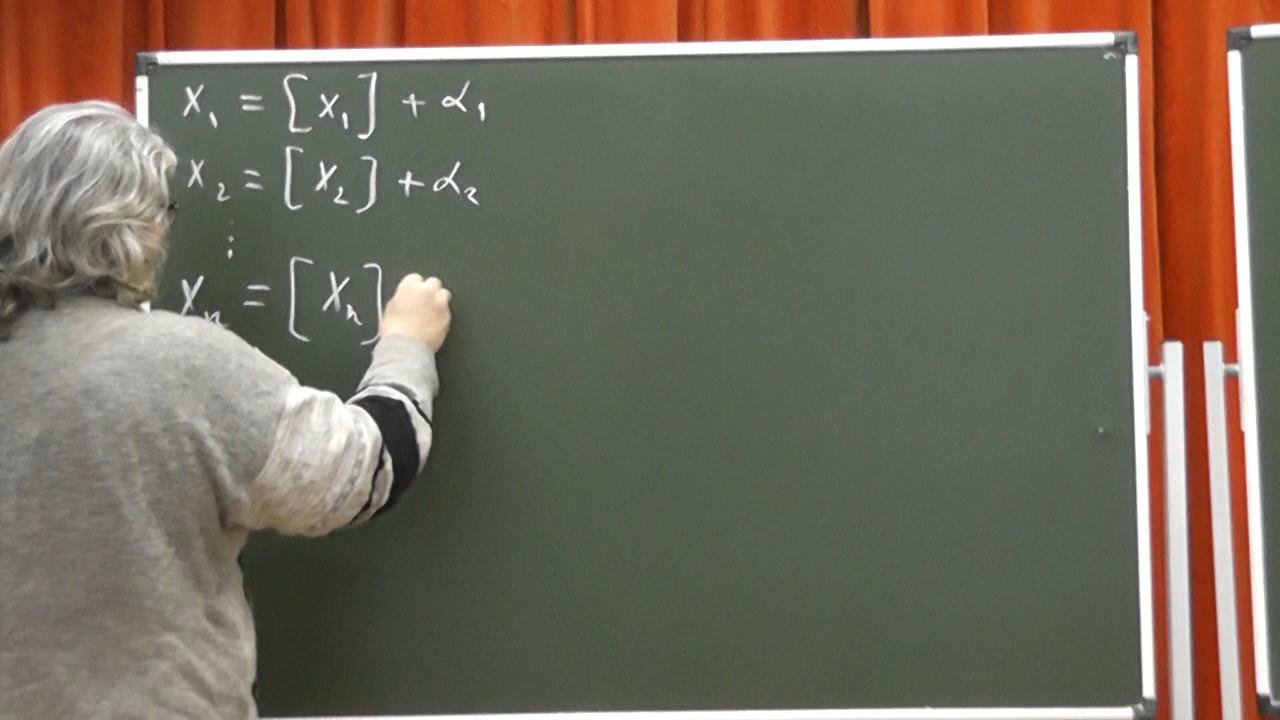 x₁ = [x₁] + α₁
x₂ = [x₂] + α₂
⋮
xₙ = [xₙ]